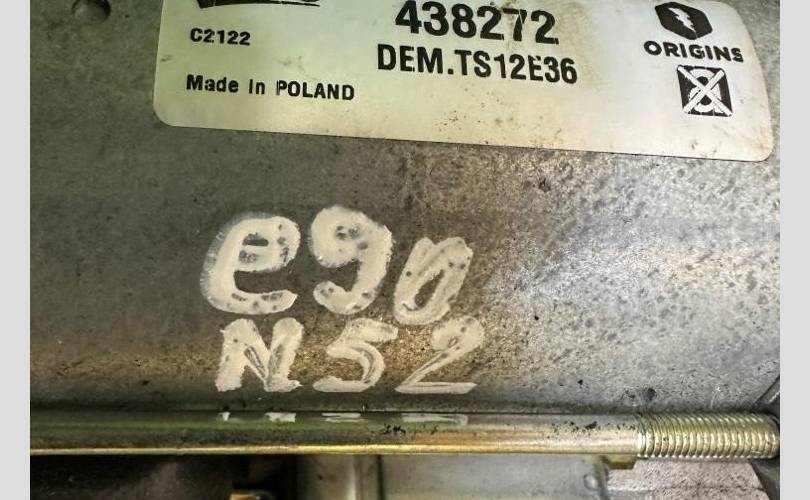 438272
C2122
DEM.TS12E36
ORIGINS
Made in POLAND
e90
N52